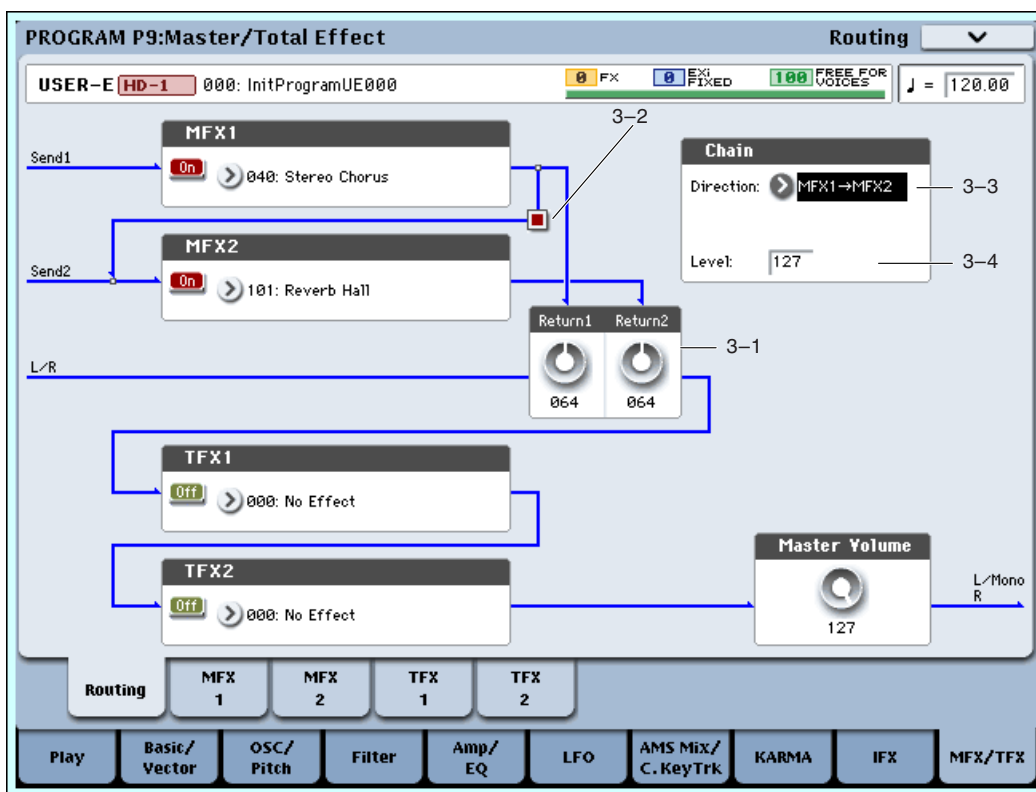 PROGRAM P9:Master/Total Effect
Routing
USER-E HD-1 000: InitProgramUE000
0 FX
0 EXi FIXED
100 FREE FOR VOICES
♩ = 120.00
3-2
MFX1
Send1
On 040: Stereo Chorus
Chain
Direction: MFX1→MFX2
3-3
Level: 127
3-4
MFX2
Send2
On 101: Reverb Hall
Return1 Return2
3-1
064 064
L/R
TFX1
Off 000: No Effect
TFX2
Off 000: No Effect
Master Volume
127
L/Mono
R
Routing
MFX
1
MFX
2
TFX
1
TFX
2
Play
Basic/
Vector
OSC/
Pitch
Filter
Amp/
EQ
LFO
AMS Mix/
C.KeyTrk
KARMA
IFX
MFX/TFX